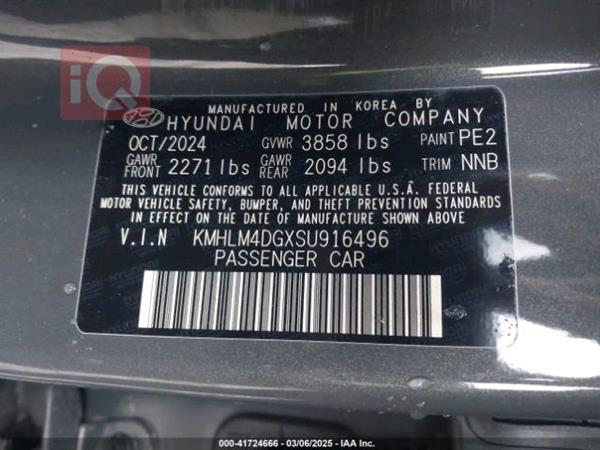 iQ
MANUFACTURED IN KOREA BY
HYUNDAI MOTOR COMPANY
OCT/2024 GVWR 3858 lbs PAINT PE2
GAWR FRONT 2271 lbs GAWR REAR 2094 lbs TRIM NNB
THIS VEHICLE CONFORMS TO ALL APPLICABLE U.S.A. FEDERAL
MOTOR VEHICLE SAFETY, BUMPER, AND THEFT PREVENTION STANDARDS
IN EFFECT ON THE DATE OF MANUFACTURE SHOWN ABOVE.
V.I.N KMHLM4DGXSU916496
PASSENGER CAR
000-41724666 - 03/06/2025 - IAA Inc.